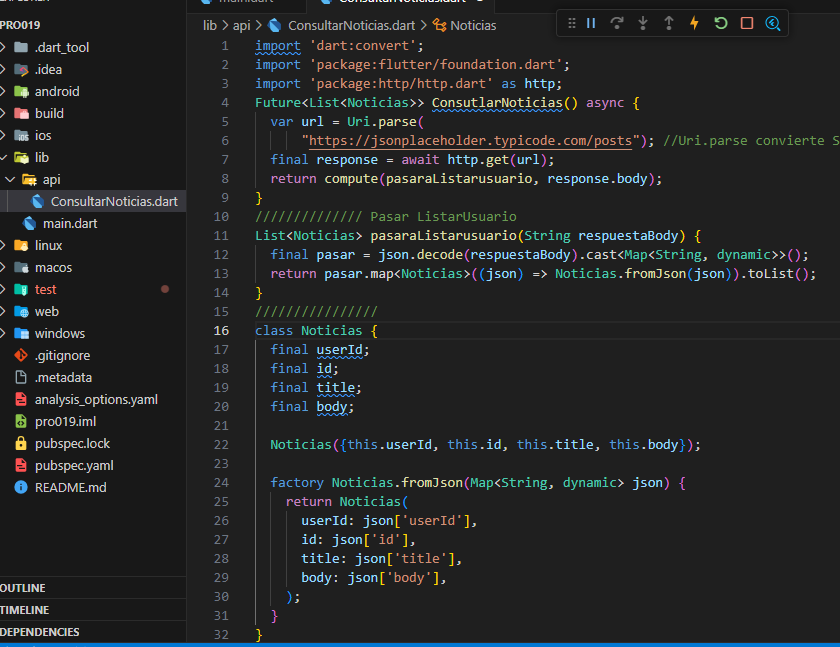 PRO019
.dart_tool
.idea
android
build
ios
lib
api
ConsultarNoticias.dart
main.dart
linux
macos
test
web
windows
.gitignore
.metadata
analysis_options.yaml
pro019.iml
pubspec.lock
pubspec.yaml
README.md
OUTLINE
TIMELINE
DEPENDENCIES
lib > api > ConsultarNoticias.dart > Noticias
1 import 'dart:convert';
2 import 'package:flutter/foundation.dart';
3 import 'package:http/http.dart' as http;
4 Future<List<Noticias>> ConsutlarNoticias() async {
5 var url = Uri.parse(
6 "https://jsonplaceholder.typicode.com/posts"); //Uri.parse convierte S
7 final response = await http.get(url);
8 return compute(pasaraListarusuario, response.body);
9 }
10 ////////////// Pasar ListarUsuario
11 List<Noticias> pasaraListarusuario(String respuestaBody) {
12 final pasar = json.decode(respuestaBody).cast<Map<String, dynamic>>();
13 return pasar.map<Noticias>((json) => Noticias.fromJson(json)).toList();
14 }
15 ////////////////
16 class Noticias {
17 final userId;
18 final id;
19 final title;
20 final body;
21
22 Noticias({this.userId, this.id, this.title, this.body});
23
24 factory Noticias.fromJson(Map<String, dynamic> json) {
25 return Noticias(
26 userId: json['userId'],
27 id: json['id'],
28 title: json['title'],
29 body: json['body'],
30 );
31 }
32 }